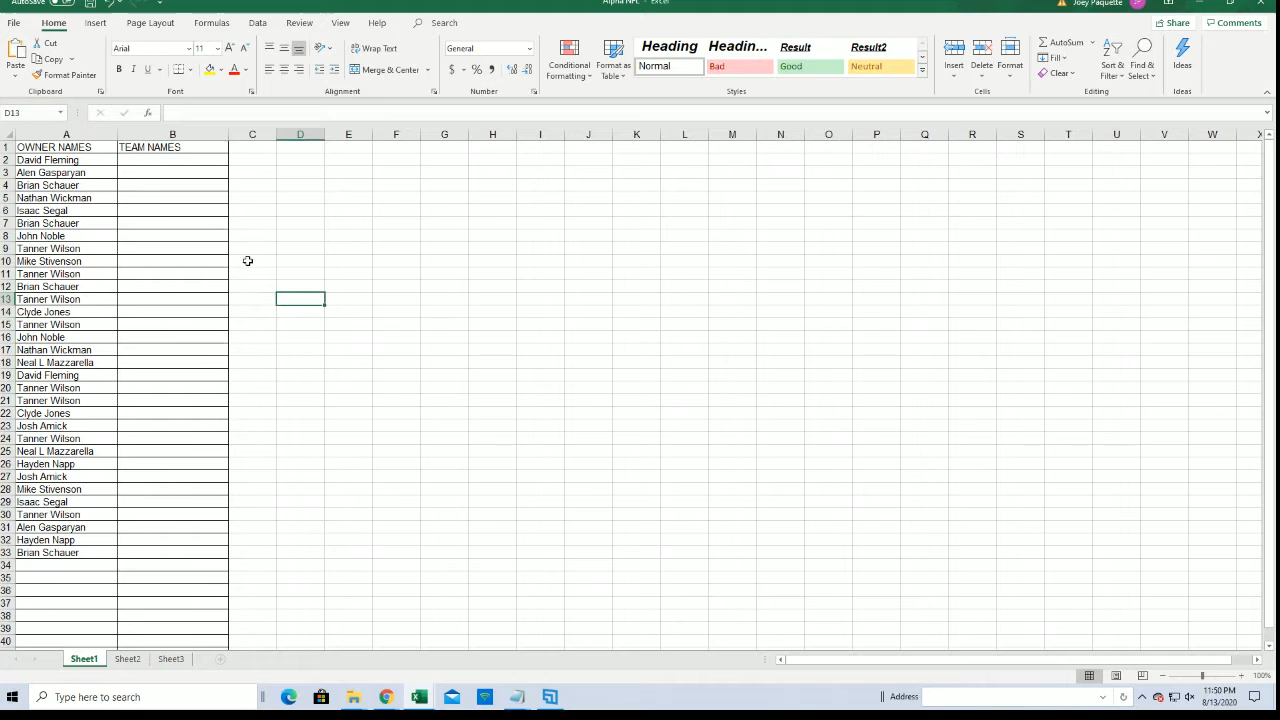 AutoSave Off
Alpha NFL - Excel
Joey Paquette JP
File Home Insert Page Layout Formulas Data Review View Help Search
Share Comments
Paste
Cut
Copy
Format Painter
Clipboard
Arial 11
Font
Wrap Text
Merge & Center
Alignment
General
Number
Conditional Formatting
Format as Table
Heading Headin... Result Result2
Normal Bad Good Neutral
Styles
Insert Delete Format
Cells
AutoSum
Fill
Clear
Sort & Filter
Find & Select
Editing
Ideas
Ideas
D13 fx
A B C D E F G H I J K L M N O P Q R S T U V W X
1 OWNER NAMES TEAM NAMES
2 David Fleming
3 Alen Gasparyan
4 Brian Schauer
5 Nathan Wickman
6 Isaac Segal
7 Brian Schauer
8 John Noble
9 Tanner Wilson
10 Mike Stivenson
11 Tanner Wilson
12 Brian Schauer
13 Tanner Wilson
14 Clyde Jones
15 Tanner Wilson
16 John Noble
17 Nathan Wickman
18 Neal L Mazzarella
19 David Fleming
20 Tanner Wilson
21 Tanner Wilson
22 Clyde Jones
23 Josh Amick
24 Tanner Wilson
25 Neal L Mazzarella
26 Hayden Napp
27 Josh Amick
28 Mike Stivenson
29 Isaac Segal
30 Tanner Wilson
31 Alen Gasparyan
32 Hayden Napp
33 Brian Schauer
34
35
36
37
38
39
40
Sheet1 Sheet2 Sheet3
100%
Type here to search
Address
11:50 PM
8/13/2020